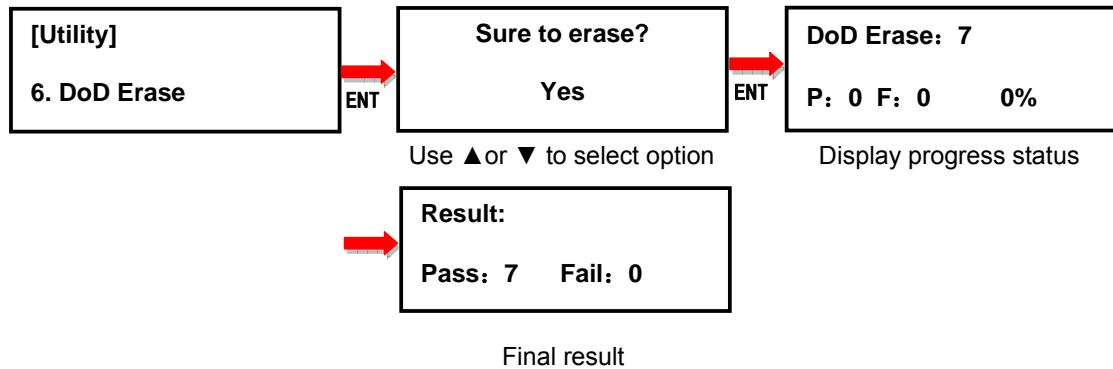 [Utility]
6. DoD Erase
ENT
Sure to erase?
Yes
Use ▲or ▼ to select option
ENT
DoD Erase：7
P：0 F：0 0%
Display progress status
Result:
Pass：7 Fail：0
Final result